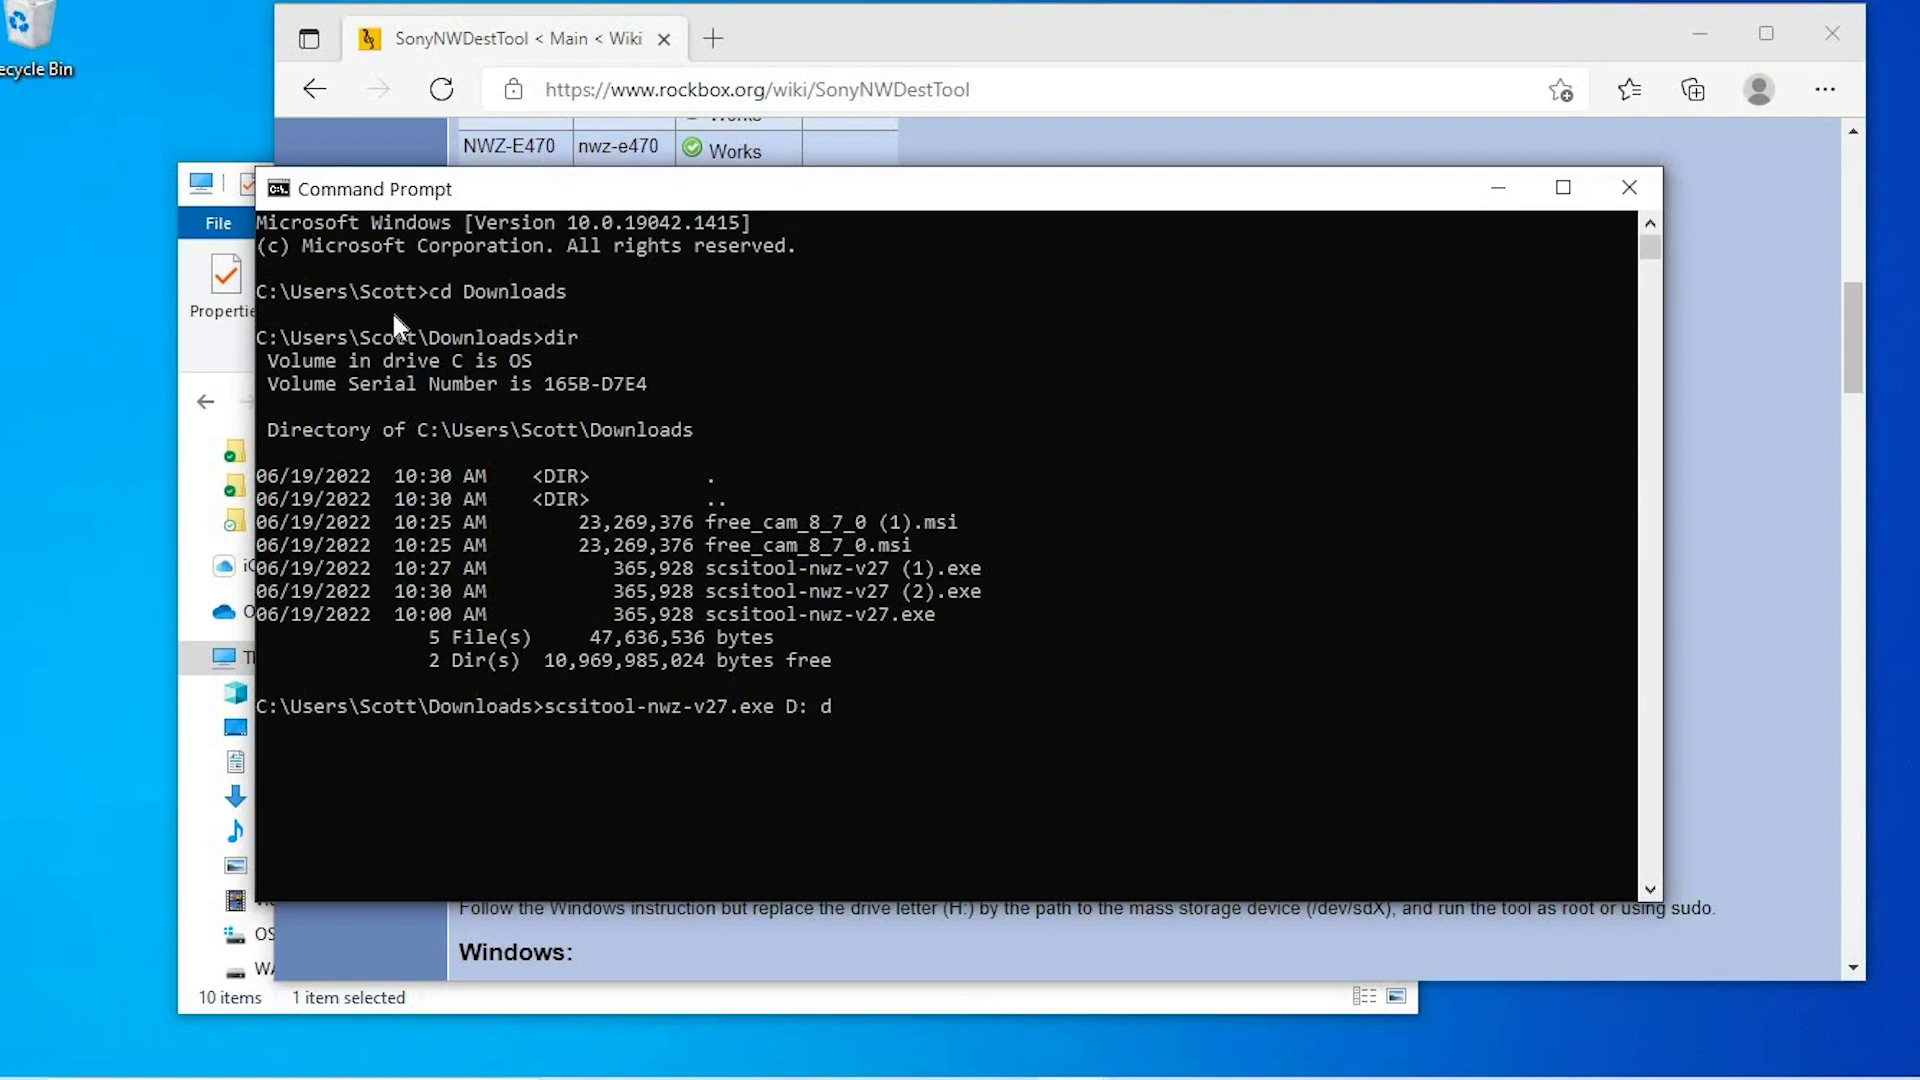 ecycle Bin
SonyNWDestTool < Main < Wiki
https://www.rockbox.org/wiki/SonyNWDestTool
NWZ-E470 nwz-e470 Works
Command Prompt
File
Microsoft Windows [Version 10.0.19042.1415]
(c) Microsoft Corporation. All rights reserved.
C:\Users\Scott>cd Downloads
Propertie
C:\Users\Scott\Downloads>dir
Volume in drive C is OS
Volume Serial Number is 165B-D7E4
Directory of C:\Users\Scott\Downloads
06/19/2022 10:30 AM <DIR> .
06/19/2022 10:30 AM <DIR> ..
06/19/2022 10:25 AM 23,269,376 free_cam_8_7_0 (1).msi
06/19/2022 10:25 AM 23,269,376 free_cam_8_7_0.msi
06/19/2022 10:27 AM 365,928 scsitool-nwz-v27 (1).exe
06/19/2022 10:30 AM 365,928 scsitool-nwz-v27 (2).exe
06/19/2022 10:00 AM 365,928 scsitool-nwz-v27.exe
5 File(s) 47,636,536 bytes
2 Dir(s) 10,969,985,024 bytes free
C:\Users\Scott\Downloads>scsitool-nwz-v27.exe D: d
Follow the Windows instruction but replace the drive letter (H:) by the path to the mass storage device (/dev/sdX), and run the tool as root or using sudo.
OS
Windows:
WA
10 items 1 item selected